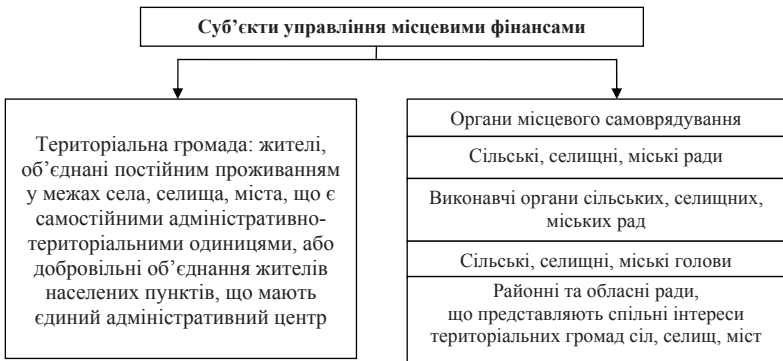 Суб’єкти управління місцевими фінансами
Територіальна громада: жителі,
об’єднані постійним проживанням
у межах села, селища, міста, що є
самостійними адміністративно-
територіальними одиницями, або
добровільні об’єднання жителів
населених пунктів, що мають
єдиний адміністративний центр
Органи місцевого самоврядування
Сільські, селищні, міські ради
Виконавчі органи сільських, селищних,
міських рад
Сільські, селищні, міські голови
Районні та обласні ради,
що представляють спільні інтереси
територіальних громад сіл, селищ, міст